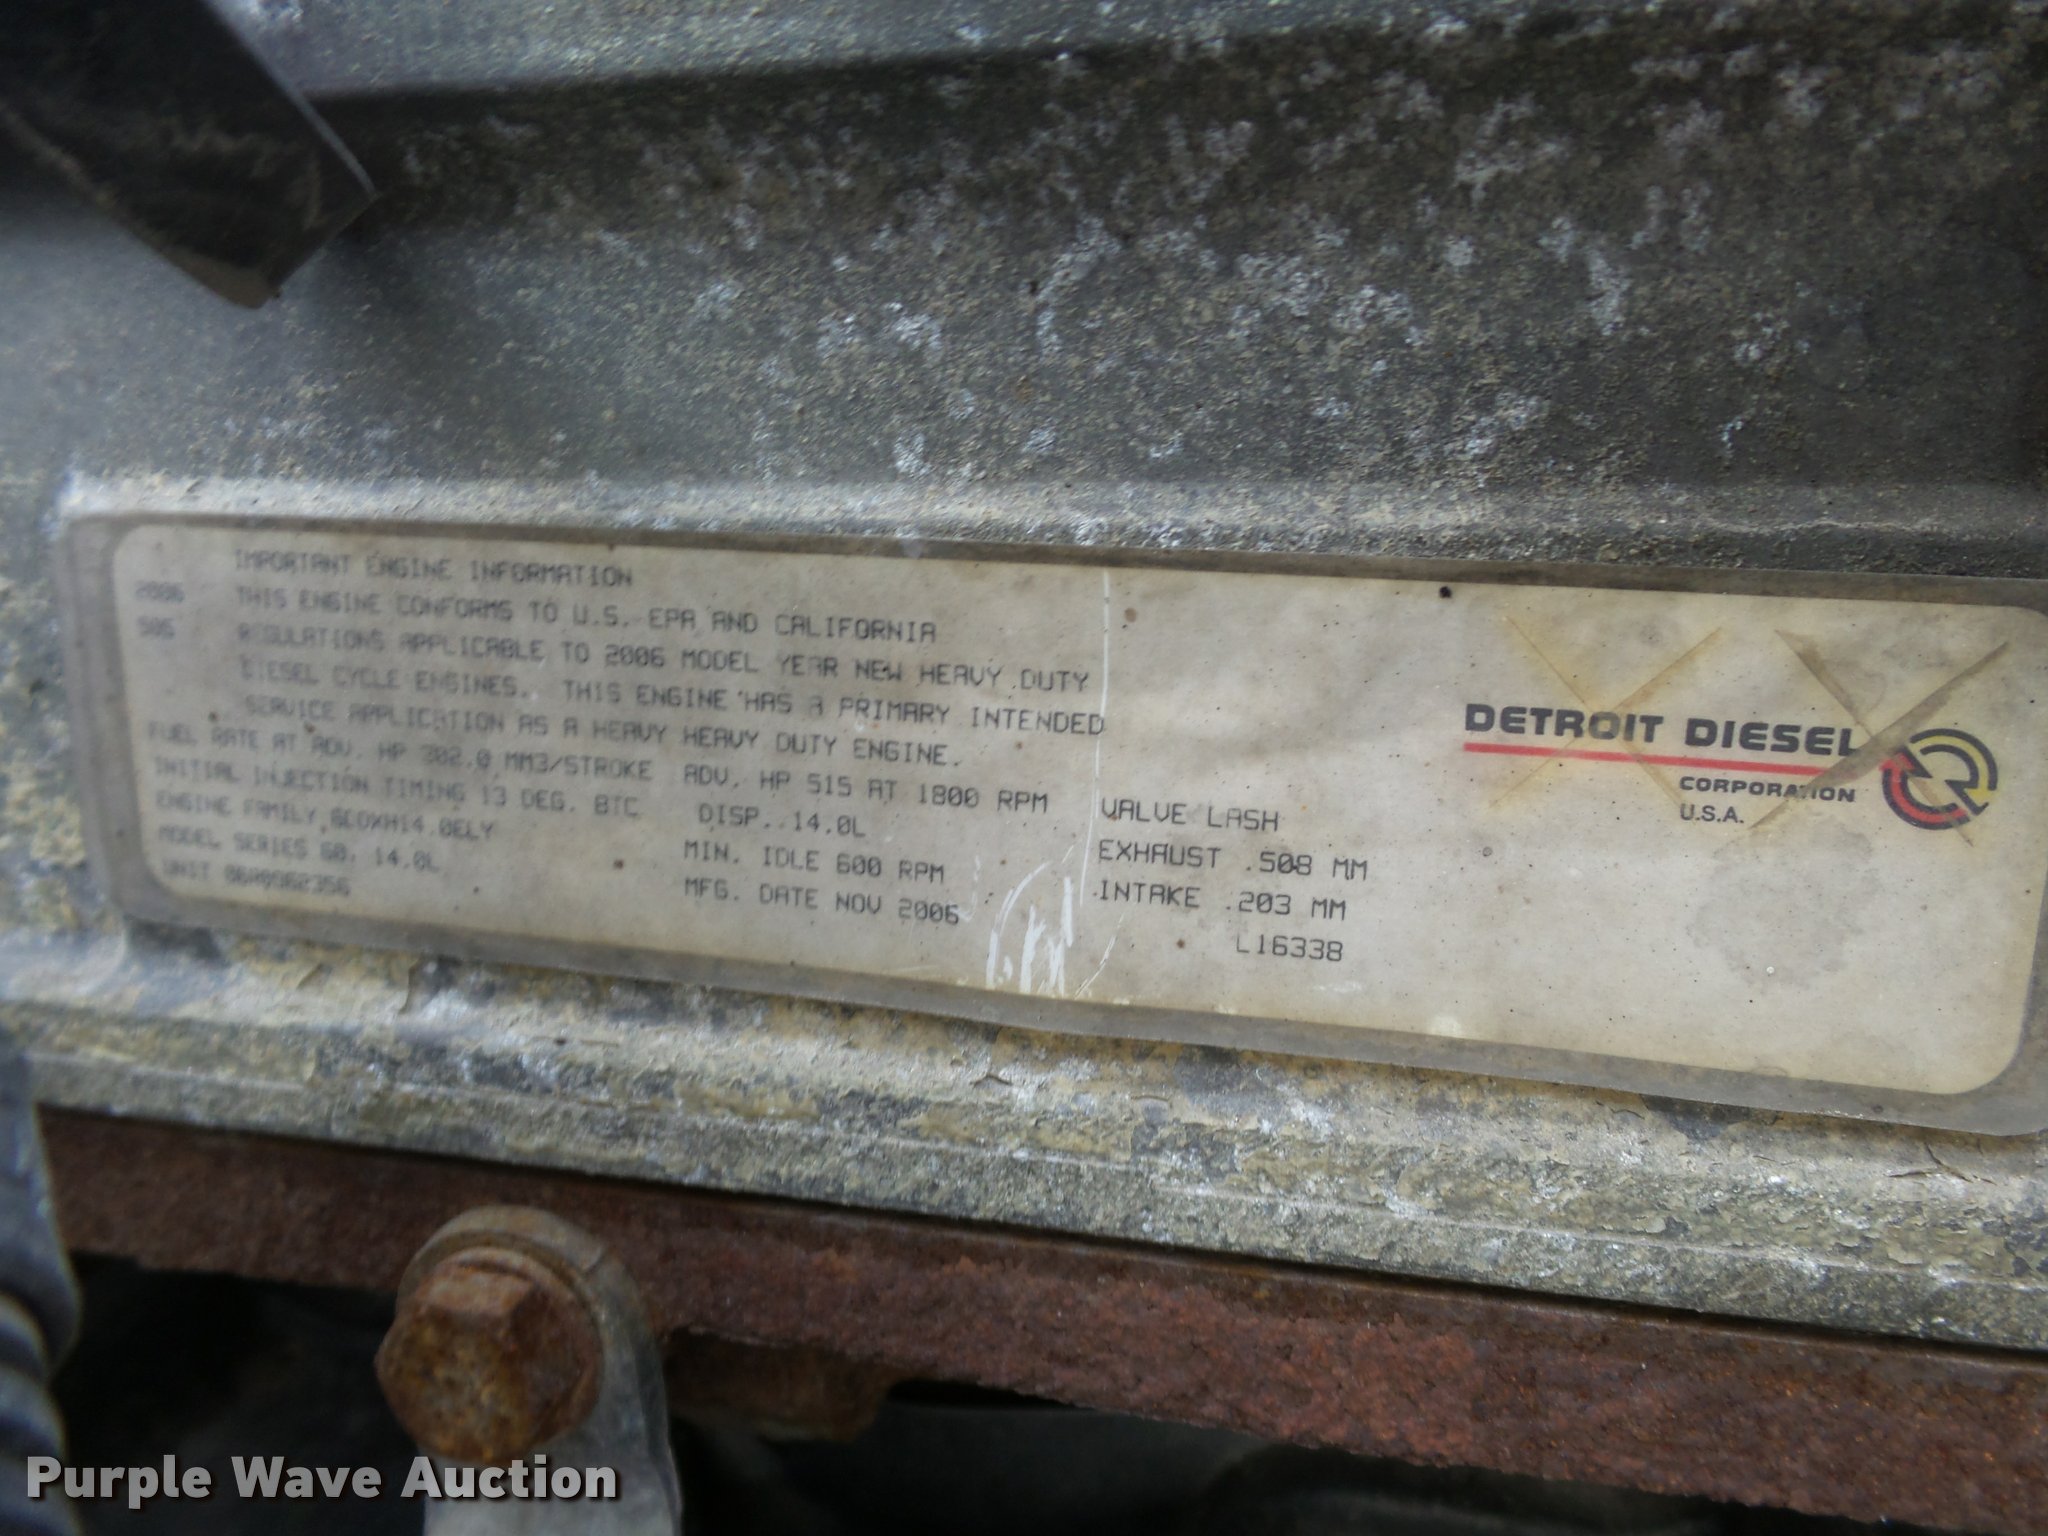 IMPORTANT ENGINE INFORMATION
2006 THIS ENGINE CONFORMS TO U.S. EPA AND CALIFORNIA
REGULATIONS APPLICABLE TO 2006 MODEL YEAR NEW HEAVY DUTY
DIESEL CYCLE ENGINES. THIS ENGINE HAS A PRIMARY INTENDED
SERVICE APPLICATION AS A HEAVY HEAVY DUTY ENGINE.
FUEL RATE AT ADV. HP 302.0 MM3/STROKE ADV. HP 515 AT 1800 RPM
INITIAL INJECTION TIMING 13 DEG. BTC DISP. 14.0L
ENGINE FAMILY MIN. IDLE 600 RPM
MODEL SERIES 60, 14.0L MFG. DATE NOV 2006
UNIT
VALVE LASH
EXHAUST .508 MM
INTAKE .203 MM
L16338
DETROIT DIESEL
CORPORATION
U.S.A.
Purple Wave Auction